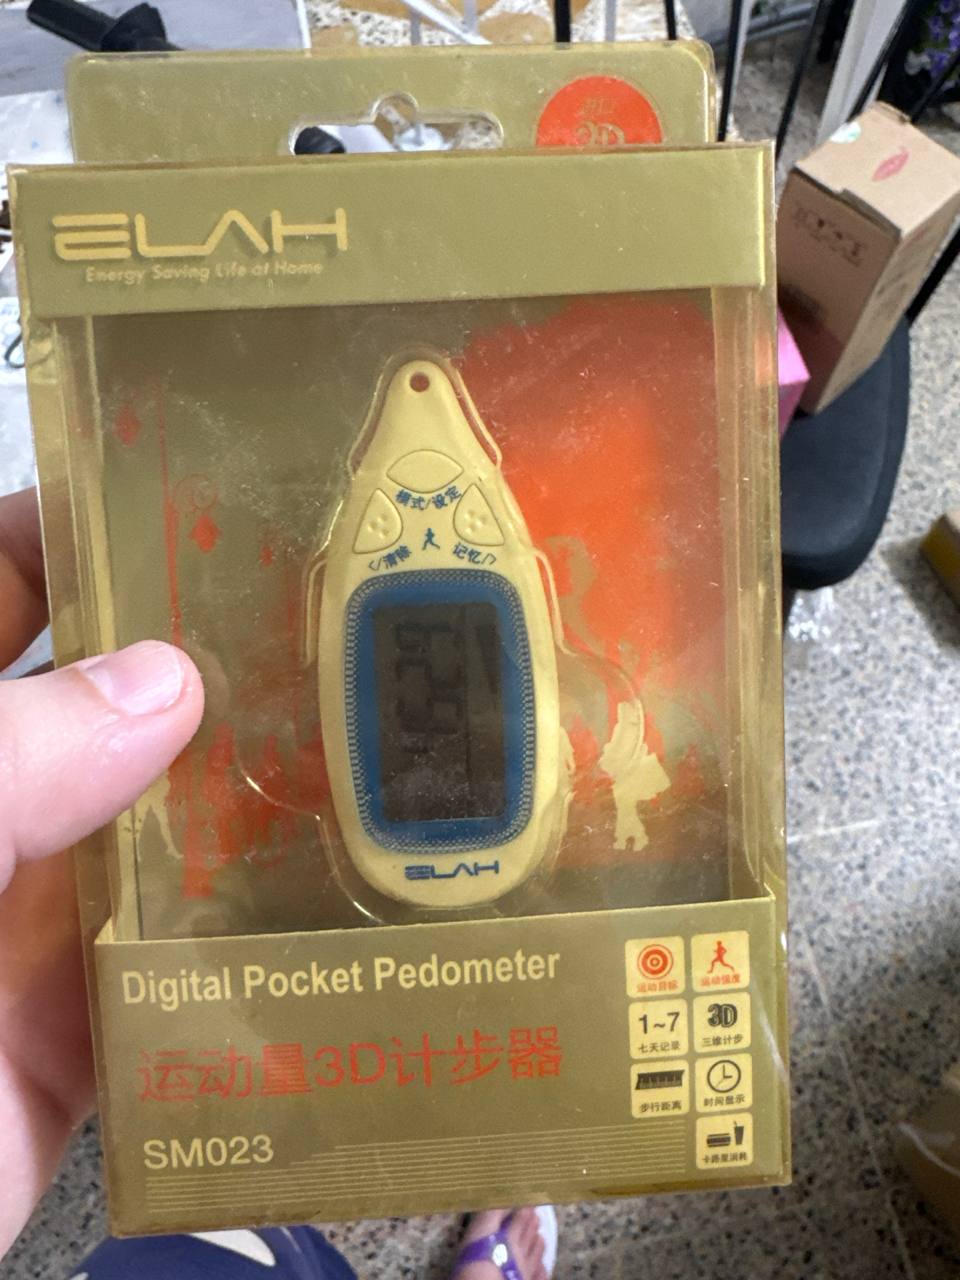 进口
3D
ELAH
Energy Saving Life at Home
模式/设定
</清除
记忆/>
ELAH
Digital Pocket Pedometer
运动量3D计步器
SM023
运动目标
运动强度
1~7
七天记录
3D
三维计步
步行距离
时间显示
卡路里消耗